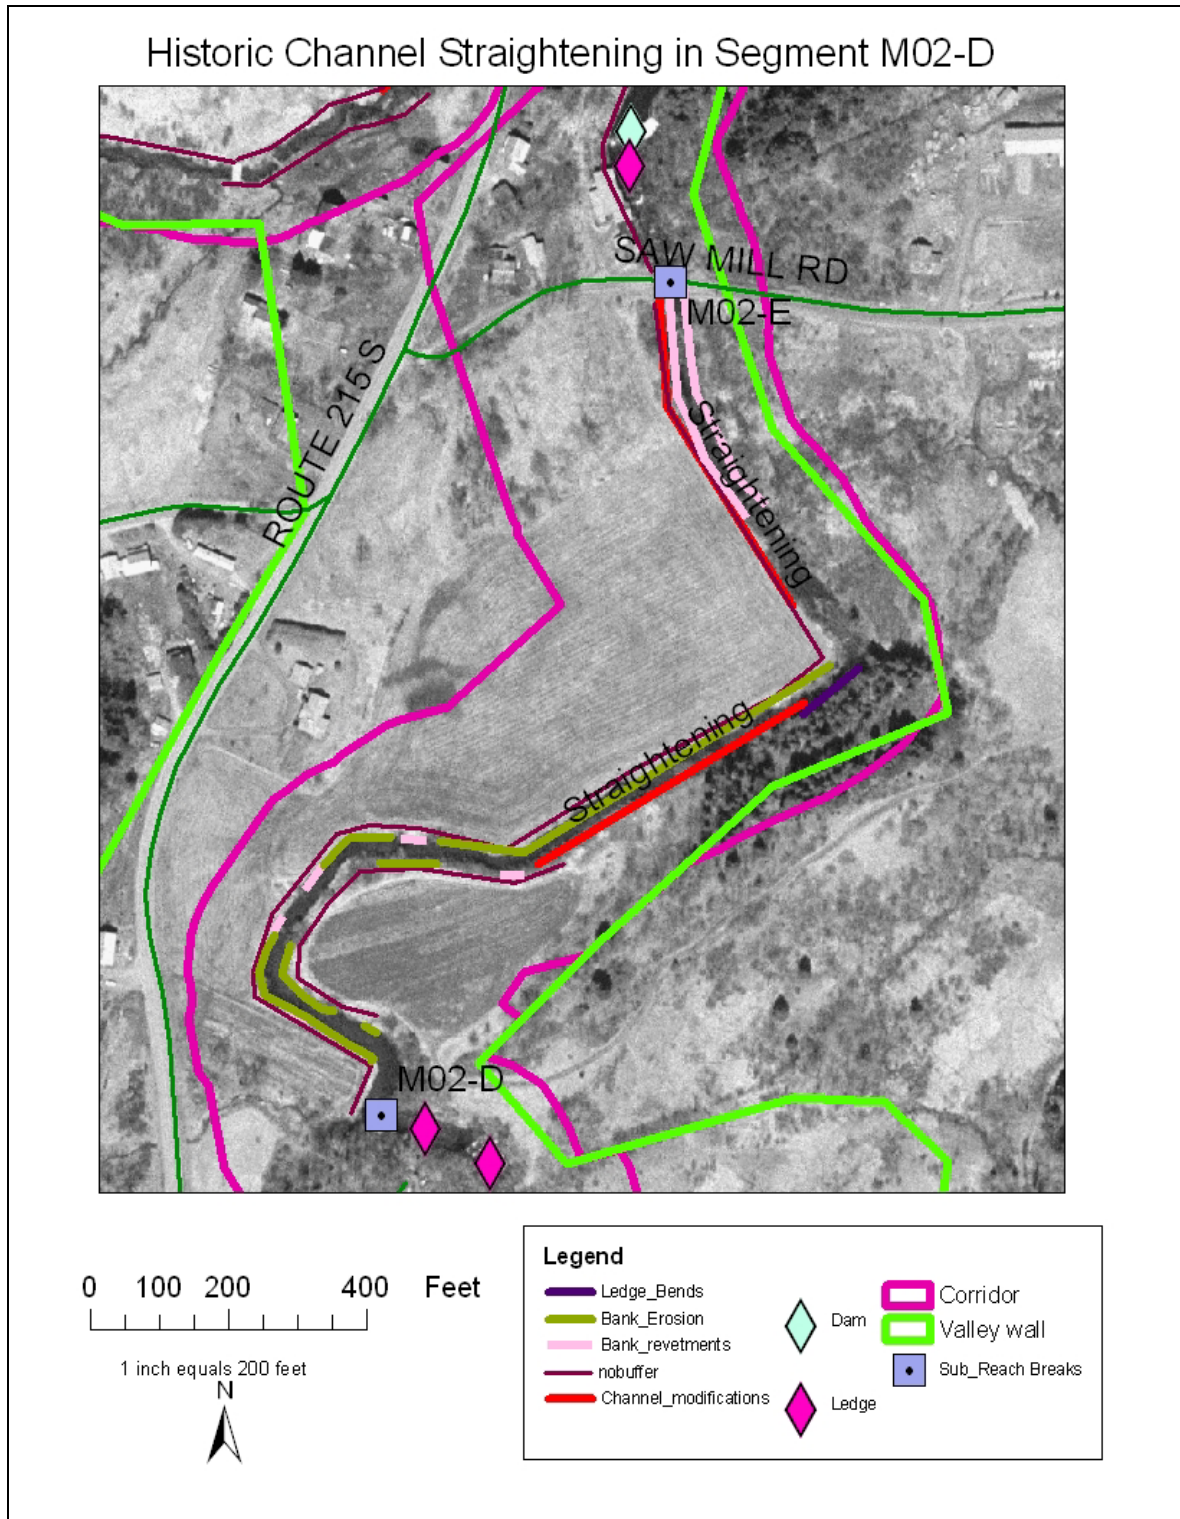 Historic Channel Straightening in Segment M02-D
SAW MILL RD
M02-E
ROUTE 215 S
Straightening
Straightening
M02-D
0 100 200 400 Feet
1 inch equals 200 feet
N
Legend
Ledge_Bends
Bank_Erosion
Bank_revetments
nobuffer
Channel_modifications
Dam
Ledge
Corridor
Valley wall
Sub_Reach Breaks